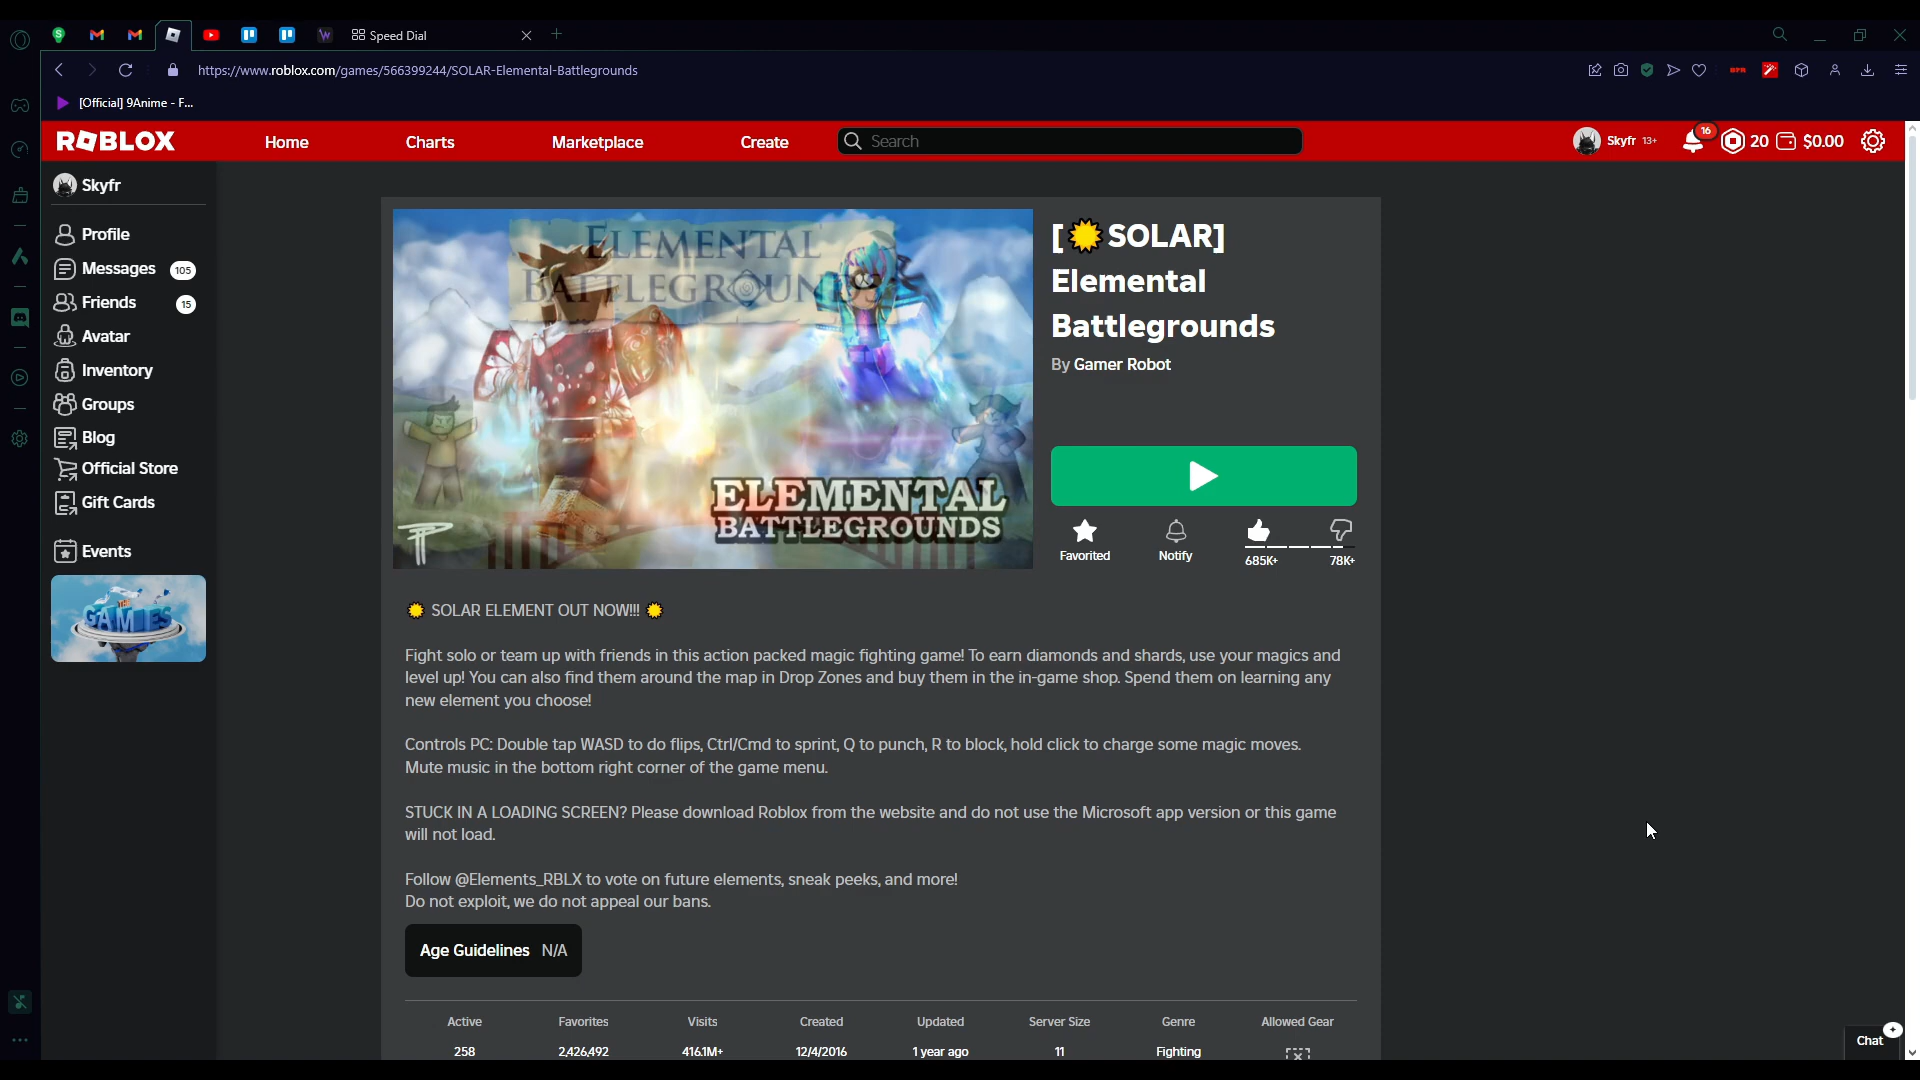 Speed Dial
https://www.roblox.com/games/566399244/SOLAR-Elemental-Battlegrounds
[Official] 9Anime - F...
ROBLOX
Home
Charts
Marketplace
Create
Search
Skyfr 13+
16
20
$0.00
Skyfr
Profile
Messages 105
Friends 15
Avatar
Inventory
Groups
Blog
Official Store
Gift Cards
Events
THE GAMES
ELEMENTAL
BATTLEGROUNDS
ELEMENTAL
BATTLEGROUNDS
[☀SOLAR]
Elemental
Battlegrounds
By Gamer Robot
Favorited
Notify
685K+
78K+
SOLAR ELEMENT OUT NOW!!!
Fight solo or team up with friends in this action packed magic fighting game! To earn diamonds and shards, use your magics and
level up! You can also find them around the map in Drop Zones and buy them in the in-game shop. Spend them on learning any
new element you choose!
Controls PC: Double tap WASD to do flips, Ctrl/Cmd to sprint, Q to punch, R to block, hold click to charge some magic moves.
Mute music in the bottom right corner of the game menu.
STUCK IN A LOADING SCREEN? Please download Roblox from the website and do not use the Microsoft app version or this game
will not load.
Follow @Elements_RBLX to vote on future elements, sneak peeks, and more!
Do not exploit, we do not appeal our bans.
Age Guidelines N/A
Active Favorites Visits Created Updated Server Size Genre Allowed Gear
258 2,426,492 416.1M+ 12/4/2016 1 year ago 11 Fighting
Chat